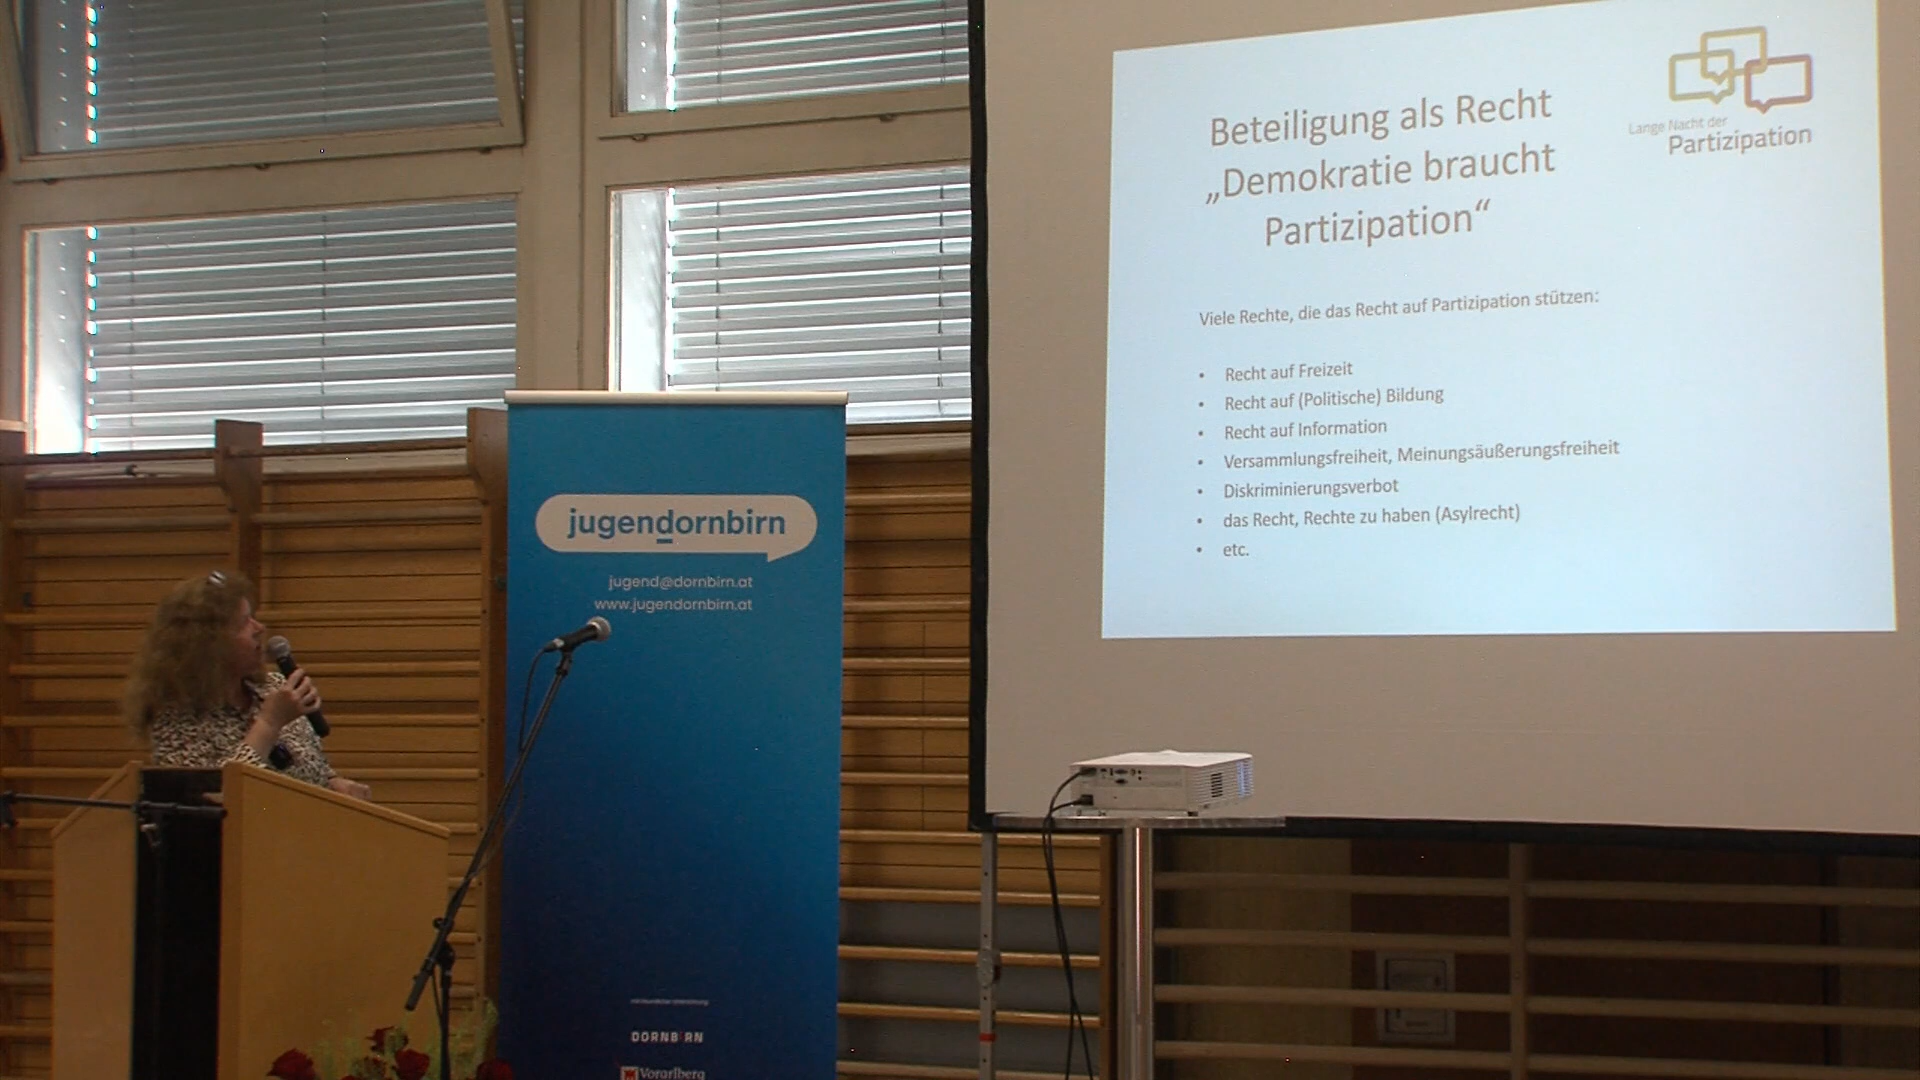 Beteiligung als Recht
„Demokratie braucht
Partizipation“
Lange Nacht der
Partizipation
Viele Rechte, die das Recht auf Partizipation stützen:
• Recht auf Freizeit
• Recht auf (Politische) Bildung
• Recht auf Information
• Versammlungsfreiheit, Meinungsäußerungsfreiheit
• Diskriminierungsverbot
• das Recht, Rechte zu haben (Asylrecht)
• etc.
jugendornbirn
jugend@dornbirn.at
www.jugendornbirn.at
DORNBIRN
Vorarlberg